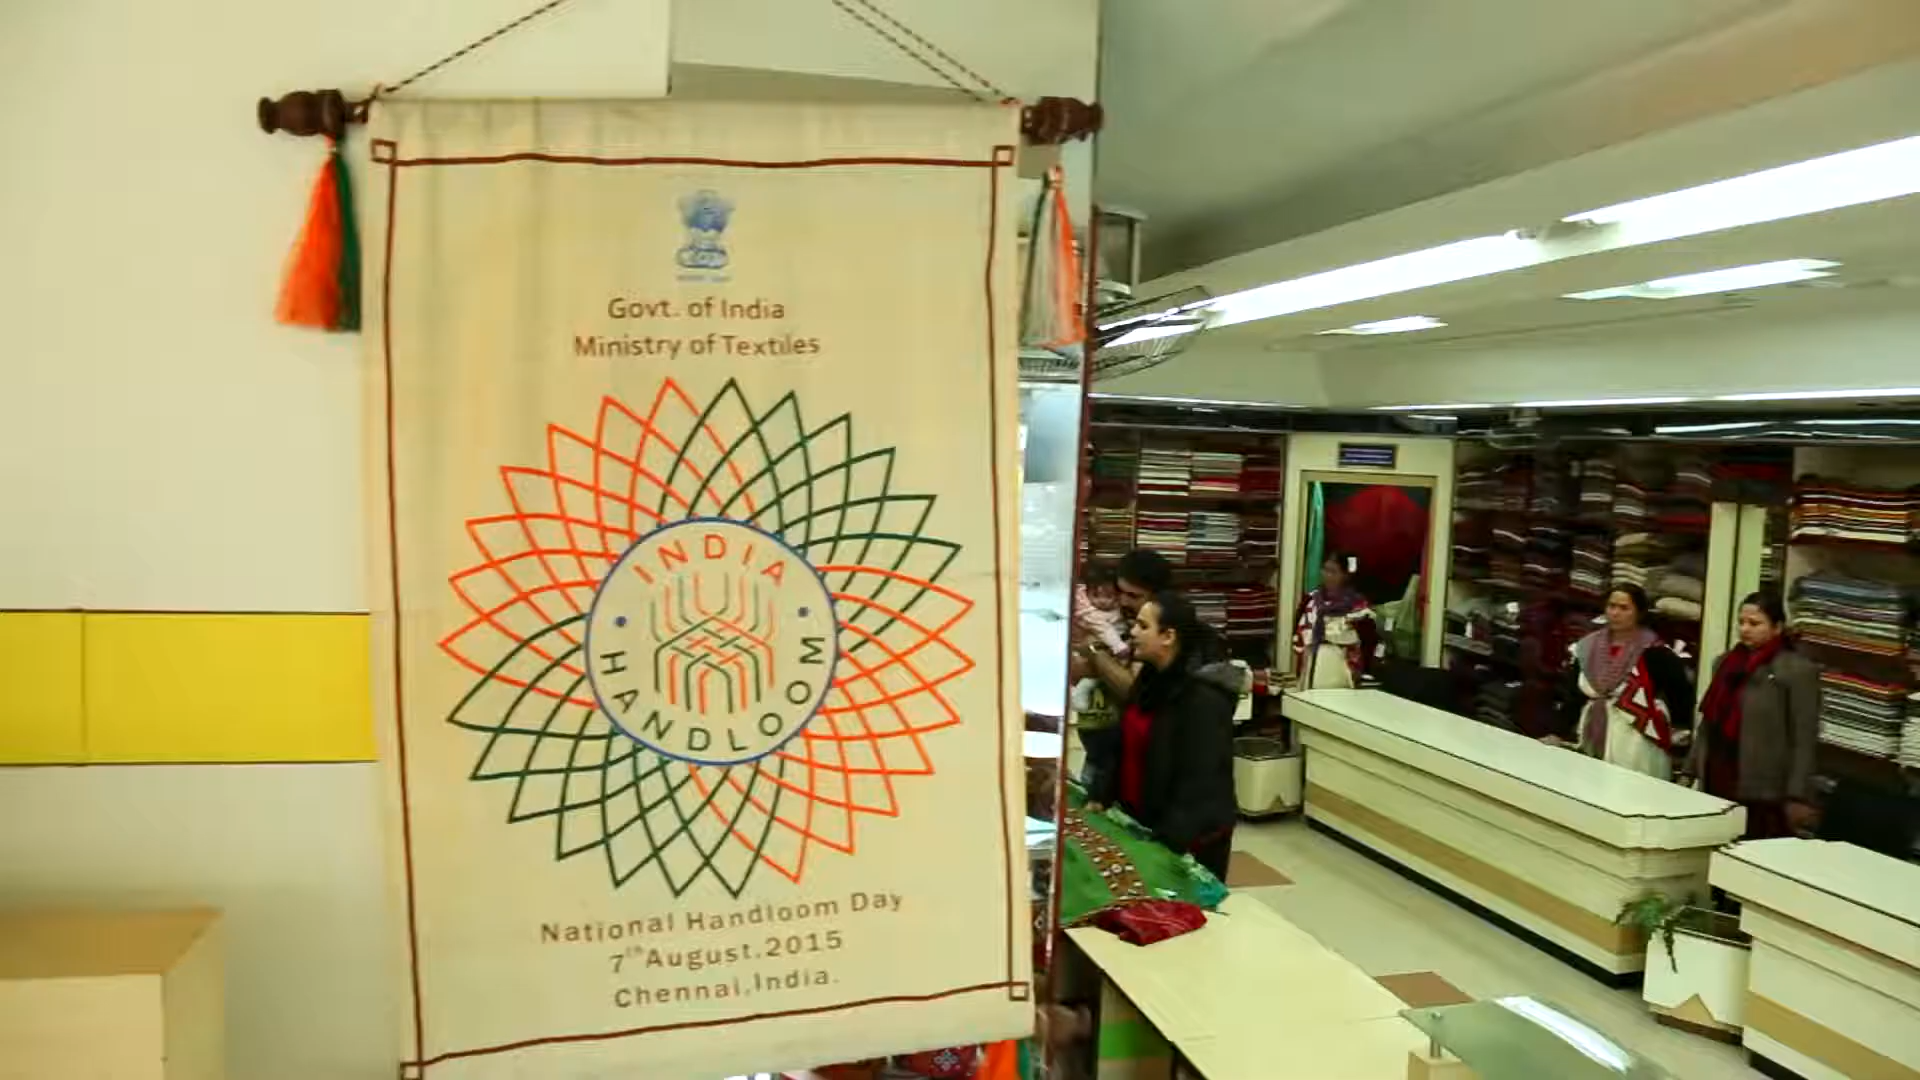 Govt. of India
Ministry of Textiles
INDIA
HANDLOOM
National Handloom Day
7th August, 2015
Chennai, India.